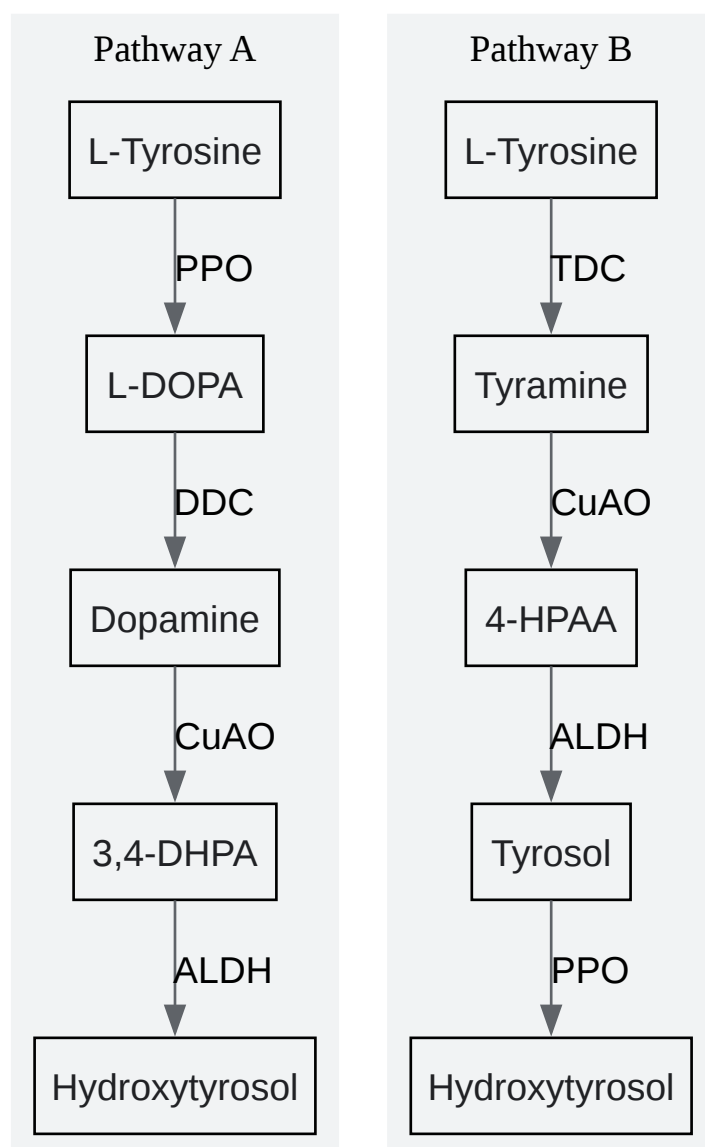 Pathway A
L-Tyrosine
PPO
L-DOPA
DDC
Dopamine
CuAO
3,4-DHPA
ALDH
Hydroxytyrosol
Pathway B
L-Tyrosine
TDC
Tyramine
CuAO
4-HPAA
ALDH
Tyrosol
PPO
Hydroxytyrosol